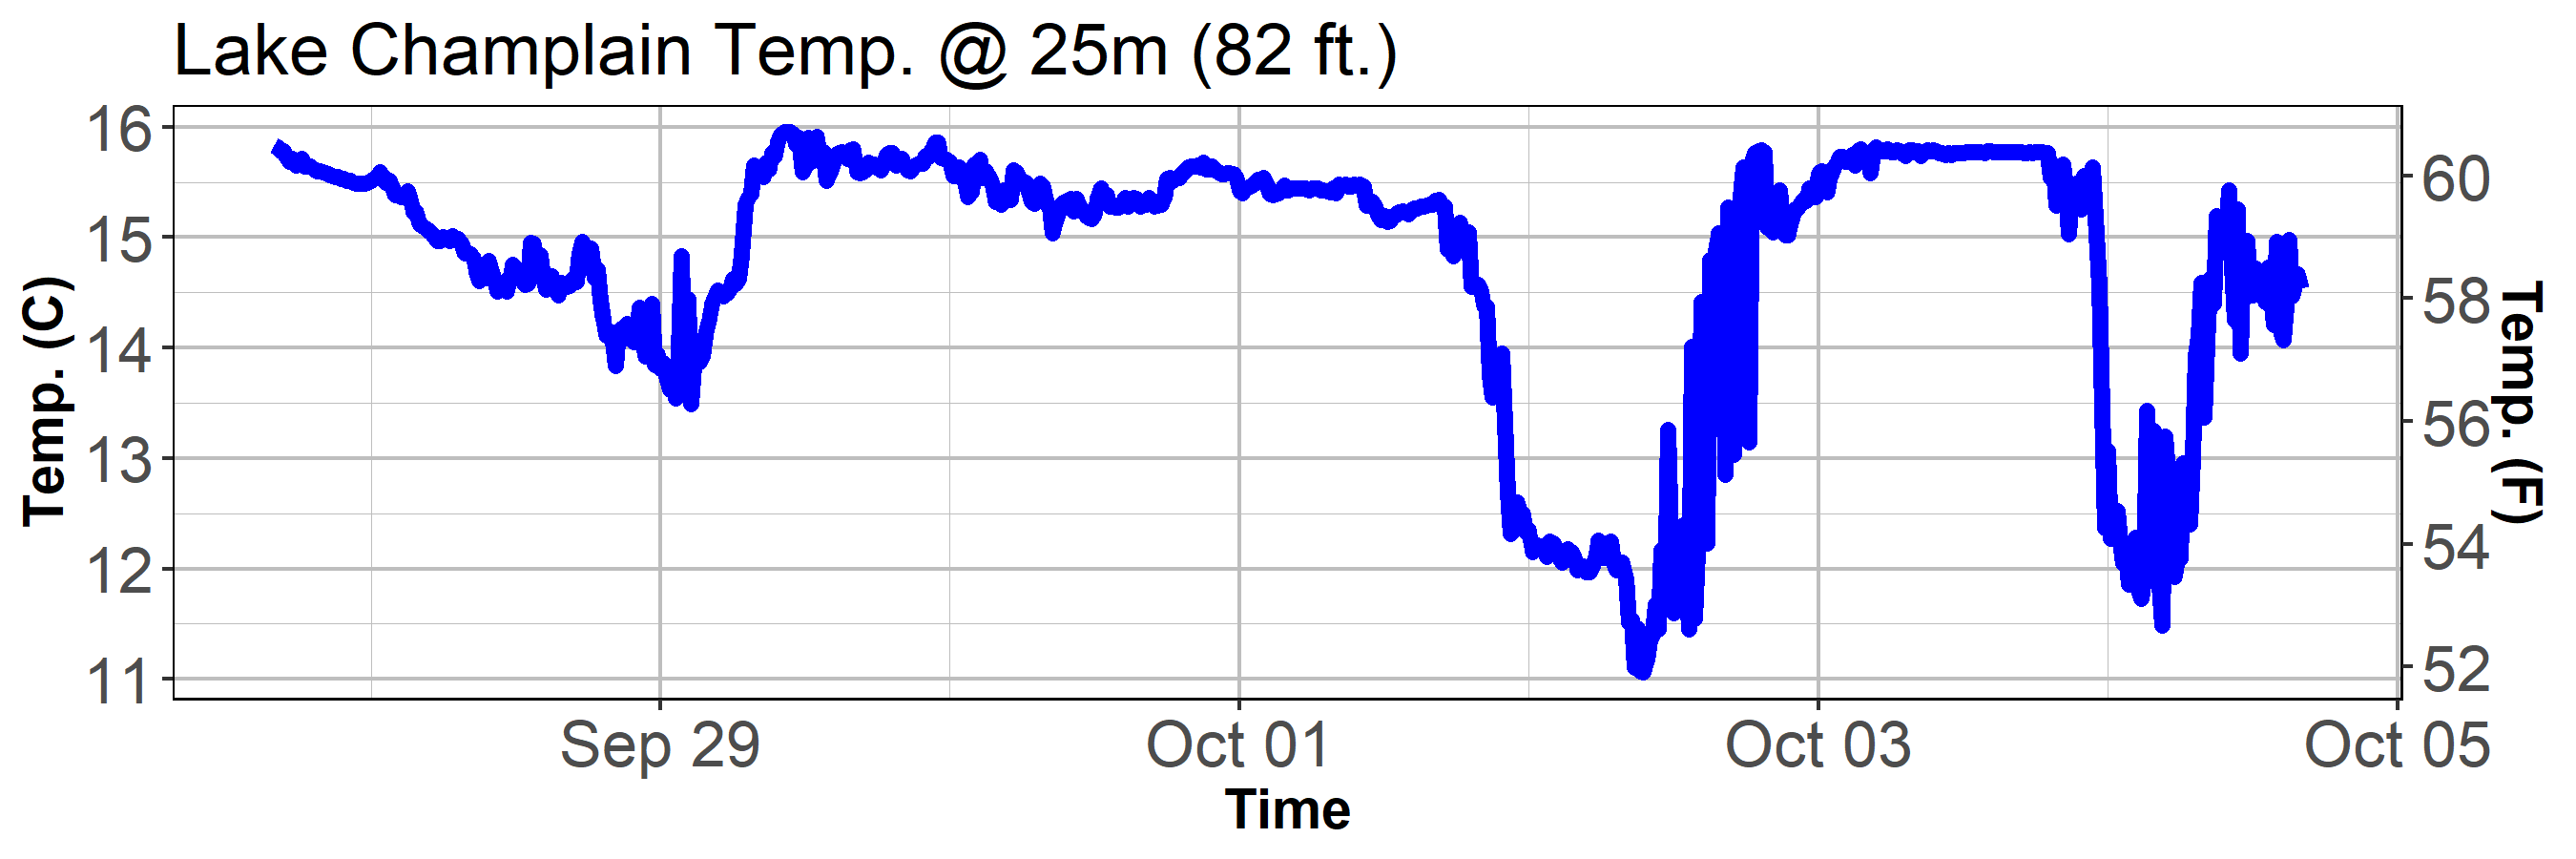 Lake Champlain Temp. @ 25m (82 ft.)
Temp. (C)
16
15
14
13
12
11
60
58
56
54
52
Temp. (F)
Sep 29
Oct 01
Oct 03
Oct 05
Time